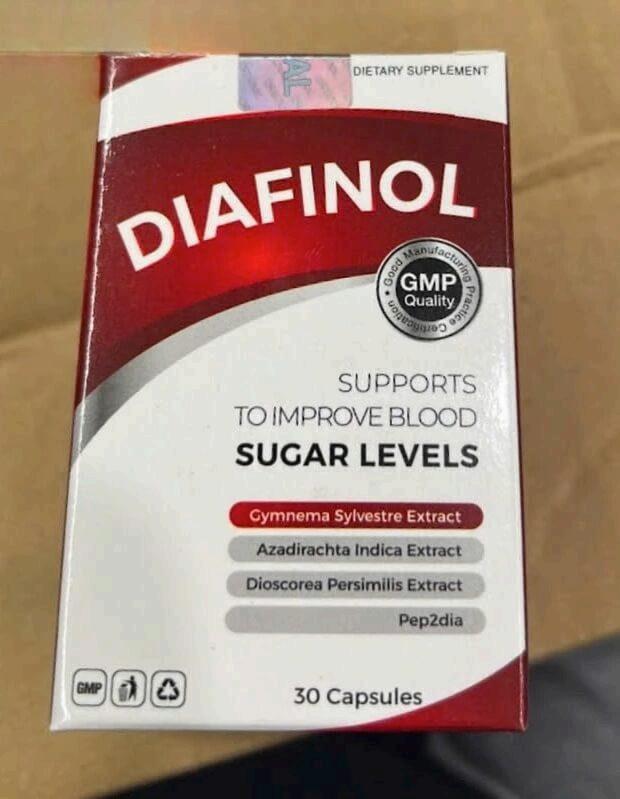 AL
DIETARY SUPPLEMENT
DIAFINOL
Good Manufacturing Practice Certification
GMP
Quality
SUPPORTS
TO IMPROVE BLOOD
SUGAR LEVELS
Gymnema Sylvestre Extract
Azadirachta Indica Extract
Dioscorea Persimilis Extract
Pep2dia
GMP
30 Capsules